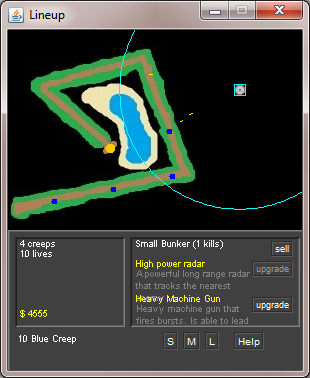 Lineup
4 creeps
10 lives
$ 4555
Small Bunker (1 kills)
sell
High power radar
A powerful long range radar
that tracks the nearest
upgrade
Heavy Machine Gun
Heavy machine gun that
fires bursts. Is able to lead
upgrade
10 Blue Creep
S M L Help